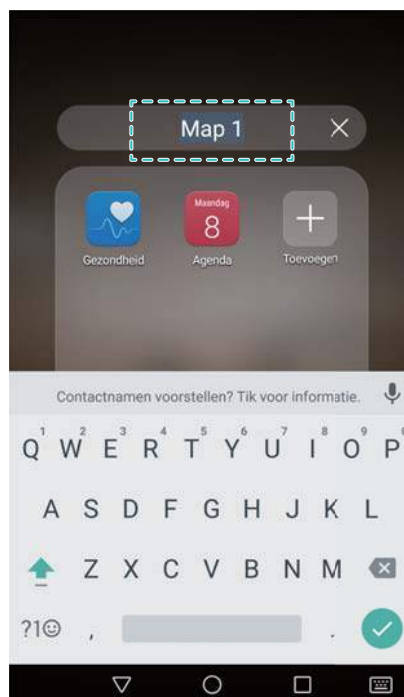 Map 1
Maandag
8
Gezondheid Agenda Toevoegen
Contactnamen voorstellen? Tik voor informatie.
1 2 3 4 5 6 7 8 9 0
Q W E R T Y U I O P
A S D F G H J K L
Z X C V B N M
?1☺ , .